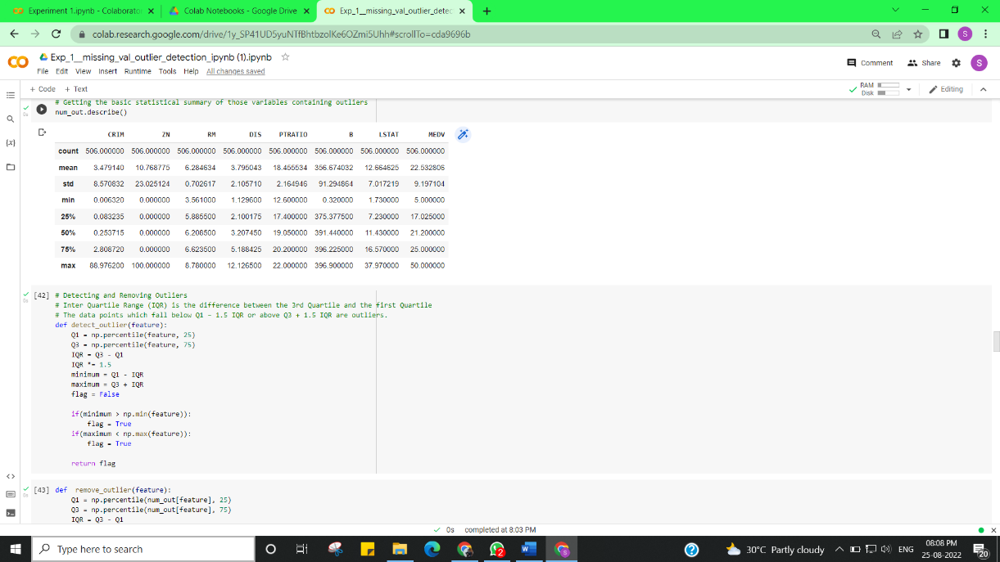 Experiment 1.ipynb - Colaborato
Colab Notebooks - Google Drive
Exp_1__missing_val_outlier_detec
colab.research.google.com/drive/1y_SP41UD5yuNTfBhtbzolKe6OZmi5Uhh#scrollTo=cda9696b
S
Exp_1__missing_val_outlier_detection_ipynb (1).ipynb
File Edit View Insert Runtime Tools Help All changes saved
Comment Share S
+ Code + Text
RAM
Disk
Editing
0s # Getting the basic statistical summary of those variables containing outliers
num_out.describe()
CRIM ZN RM DIS PTRATIO B LSTAT MEDV
count 506.000000 506.000000 506.000000 506.000000 506.000000 506.000000 506.000000 506.000000
mean 3.479140 10.768775 6.284634 3.795043 18.455534 356.674032 12.664625 22.532806
std 8.570832 23.025124 0.702617 2.105710 2.164946 91.294864 7.017219 9.197104
min 0.006320 0.000000 3.561000 1.129600 12.600000 0.320000 1.730000 5.000000
25% 0.083235 0.000000 5.885500 2.100175 17.400000 375.377500 7.230000 17.025000
50% 0.253715 0.000000 6.208500 3.207450 19.050000 391.440000 11.430000 21.200000
75% 2.808720 0.000000 6.623500 5.188425 20.200000 396.225000 16.570000 25.000000
max 88.976200 100.000000 8.780000 12.126500 22.000000 396.900000 37.970000 50.000000
0s [42] # Detecting and Removing Outliers
# Inter Quartile Range (IQR) is the difference between the 3rd Quartile and the first Quartile
# The data points which fall below Q1 – 1.5 IQR or above Q3 + 1.5 IQR are outliers.
def detect_outlier(feature):
Q1 = np.percentile(feature, 25)
Q3 = np.percentile(feature, 75)
IQR = Q3 - Q1
IQR *= 1.5
minimum = Q1 - IQR
maximum = Q3 + IQR
flag = False
if(minimum > np.min(feature)):
flag = True
if(maximum < np.max(feature)):
flag = True
return flag
0s [43] def remove_outlier(feature):
Q1 = np.percentile(num_out[feature], 25)
Q3 = np.percentile(num_out[feature], 75)
IQR = Q3 - Q1
0s completed at 8:03 PM
Type here to search
2
30°C Partly cloudy
ENG
08:08 PM
25-08-2022
20